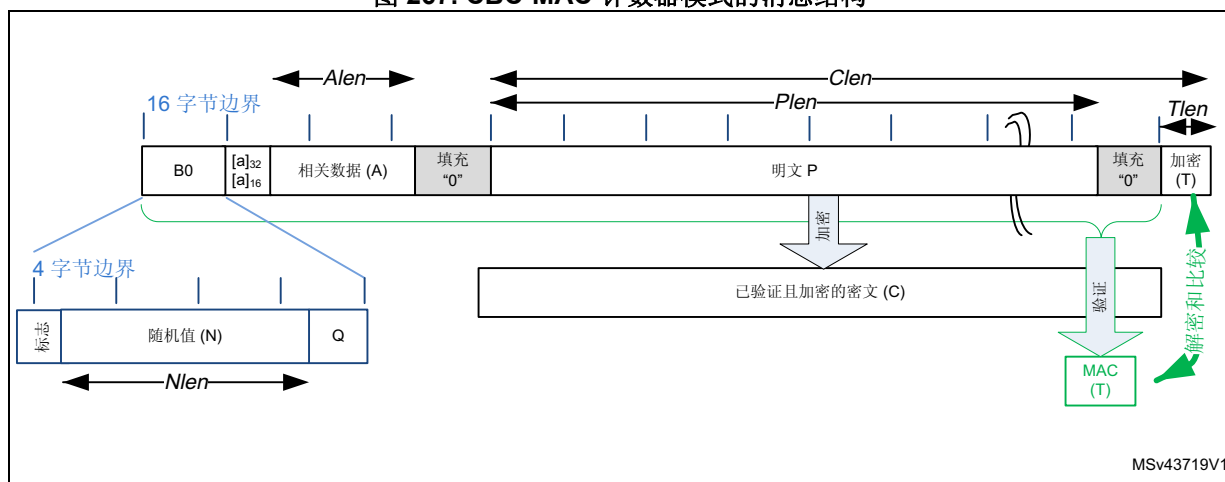 Alen
Clen
16 字节边界
Plen
Tlen
B0
[a]32
[a]16
相关数据 (A)
填充
“0”
明文 P
填充
“0”
加密
(T)
加密
4 字节边界
已验证且加密的密文 (C)
验证
解密和比较
标志
随机值 (N)
Q
Nlen
MAC
(T)
MSv43719V1